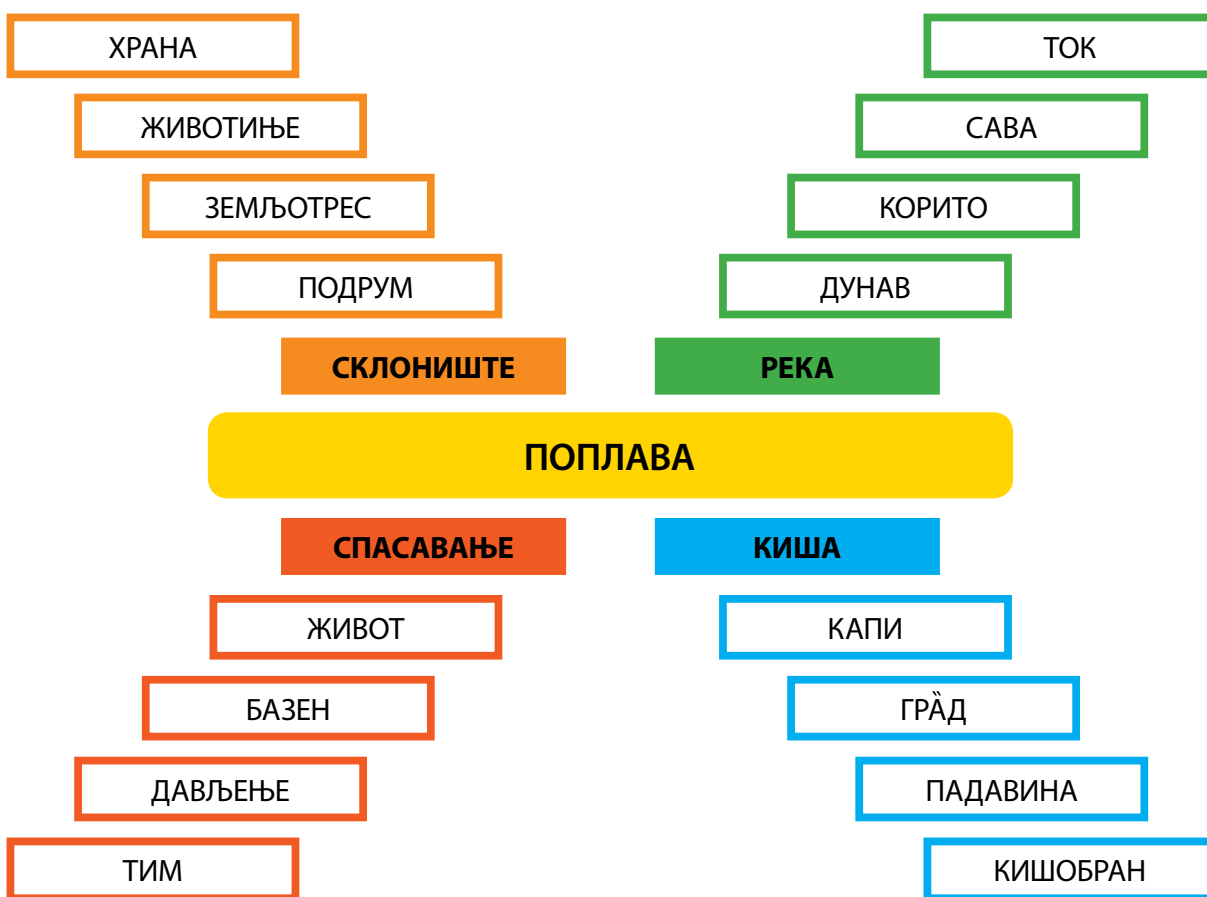 ХРАНА ТОК
ЖИВОТИЊЕ САВА
ЗЕМЉОТРЕС КОРИТО
ПОДРУМ ДУНАВ
СКЛОНИШТЕ РЕКА
ПОПЛАВА
СПАСАВАЊЕ КИША
ЖИВОТ КАПИ
БАЗЕН ГРА̏Д
ДАВЉЕЊЕ ПАДАВИНА
ТИМ КИШОБРАН